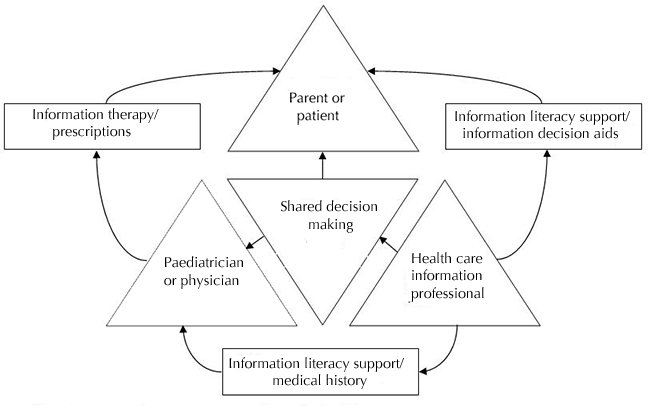 Parent or
patient
Information therapy/
prescriptions
Information literacy support/
information decision aids
Shared decision
making
Paediatrician
or physician
Health care
information
professional
Information literacy support/
medical history